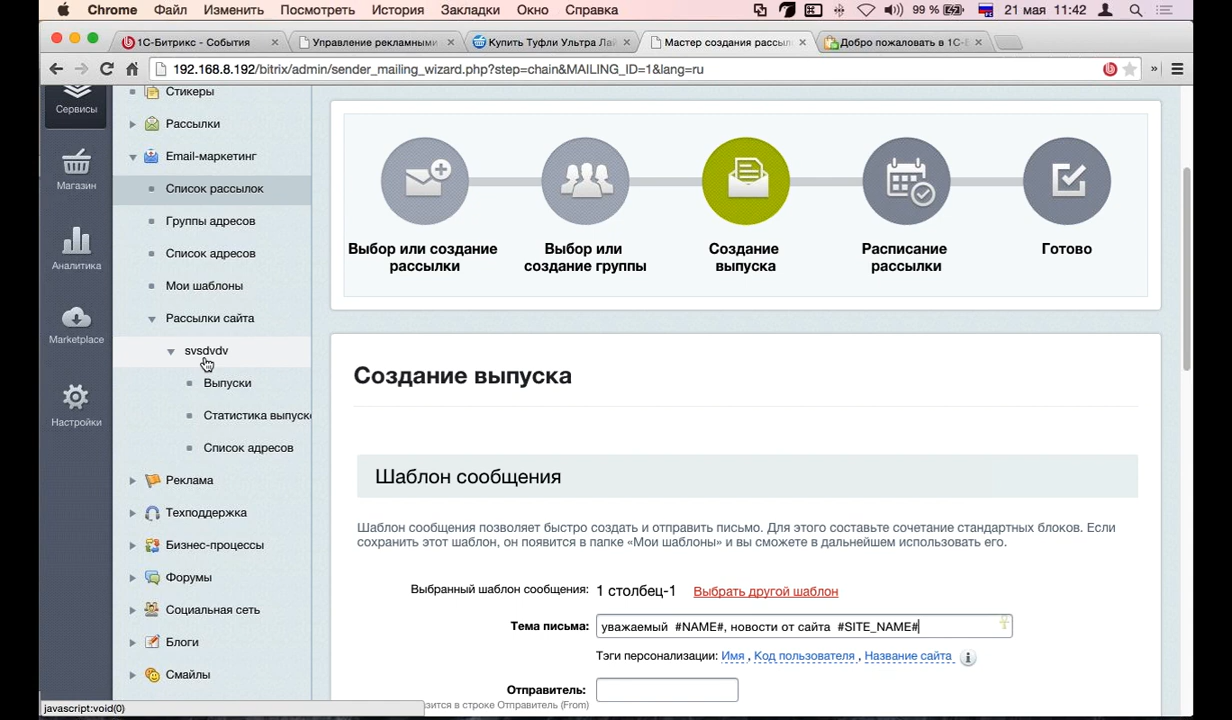 Chrome Файл Изменить Посмотреть История Закладки Окно Справка 99 % 21 мая 11:42
1С-Битрикс - События Управление рекламными Купить Туфли Ультра Ла Мастер создания рассыл Добро пожаловать в 1С-Б
192.168.8.192/bitrix/admin/sender_mailing_wizard.php?step=chain&MAILING_ID=1&lang=ru
Сервисы
Магазин
Аналитика
Marketplace
Настройки
Стикеры
Рассылки
Email-маркетинг
Список рассылок
Группы адресов
Список адресов
Мои шаблоны
Рассылки сайта
svsdvdv
Выпуски
Статистика выпуск
Список адресов
Реклама
Техподдержка
Бизнес-процессы
Форумы
Социальная сеть
Блоги
Смайлы
javascript:void(0)
Выбор или создание рассылки
Выбор или создание группы
Создание выпуска
Расписание рассылки
Готово
Создание выпуска
Шаблон сообщения
Шаблон сообщения позволяет быстро создать и отправить письмо. Для этого составьте сочетание стандартных блоков. Если
сохранить этот шаблон, он появится в папке «Мои шаблоны» и вы сможете в дальнейшем использовать его.
Выбранный шаблон сообщения: 1 столбец-1 Выбрать другой шаблон
Тема письма: уважаемый #NAME#, новости от сайта #SITE_NAME#
Тэги персонализации: Имя , Код пользователя , Название сайта
Отправитель:
зится в строке Отправитель (From)